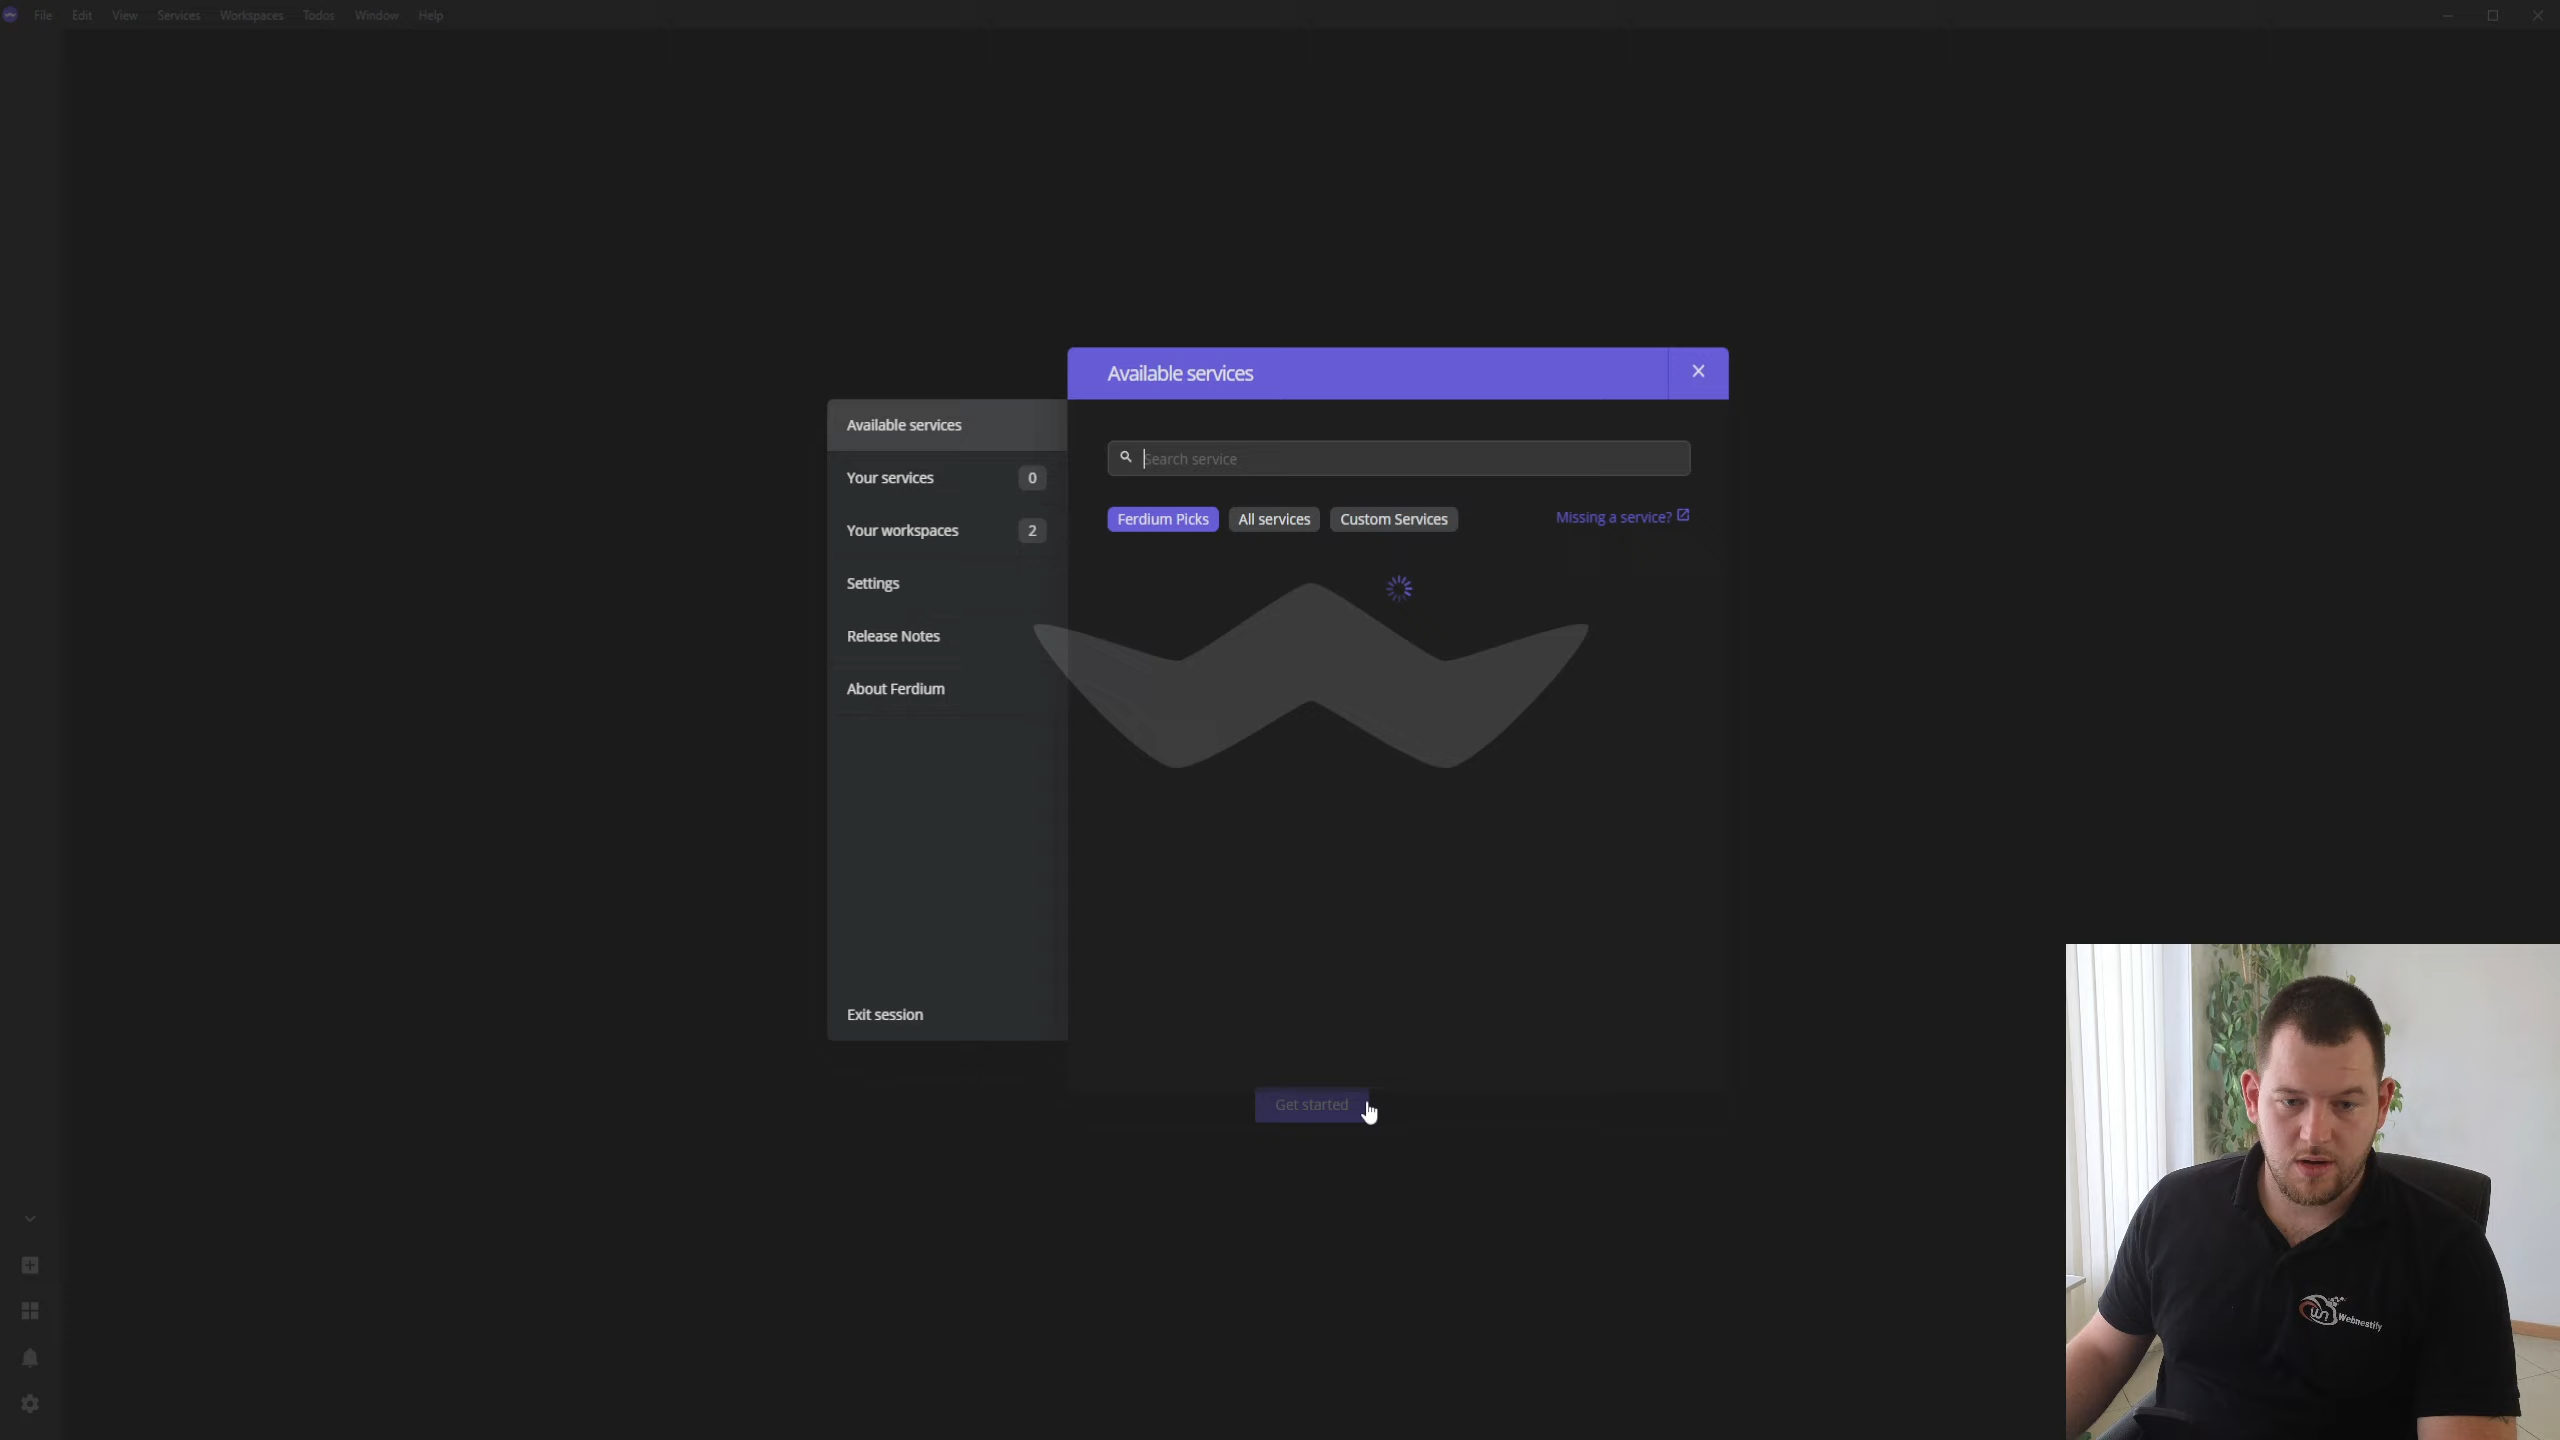 File Edit View Services Workspaces Todos Window Help
Available services
Available services
Search service
Your services 0
Ferdium Picks All services Custom Services Missing a service?
Your workspaces 2
Settings
Release Notes
About Ferdium
Exit session
Get started
Webnestify